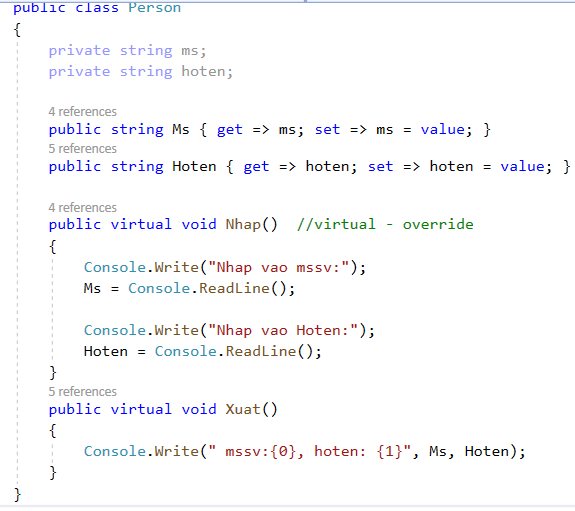 public class Person
{
private string ms;
private string hoten;
4 references
public string Ms { get => ms; set => ms = value; }
5 references
public string Hoten { get => hoten; set => hoten = value; }
4 references
public virtual void Nhap()  //virtual - override
{
Console.Write("Nhap vao mssv:");
Ms = Console.ReadLine();
Console.Write("Nhap vao Hoten:");
Hoten = Console.ReadLine();
}
5 references
public virtual void Xuat()
{
Console.Write(" mssv:{0}, hoten: {1}", Ms, Hoten);
}
}